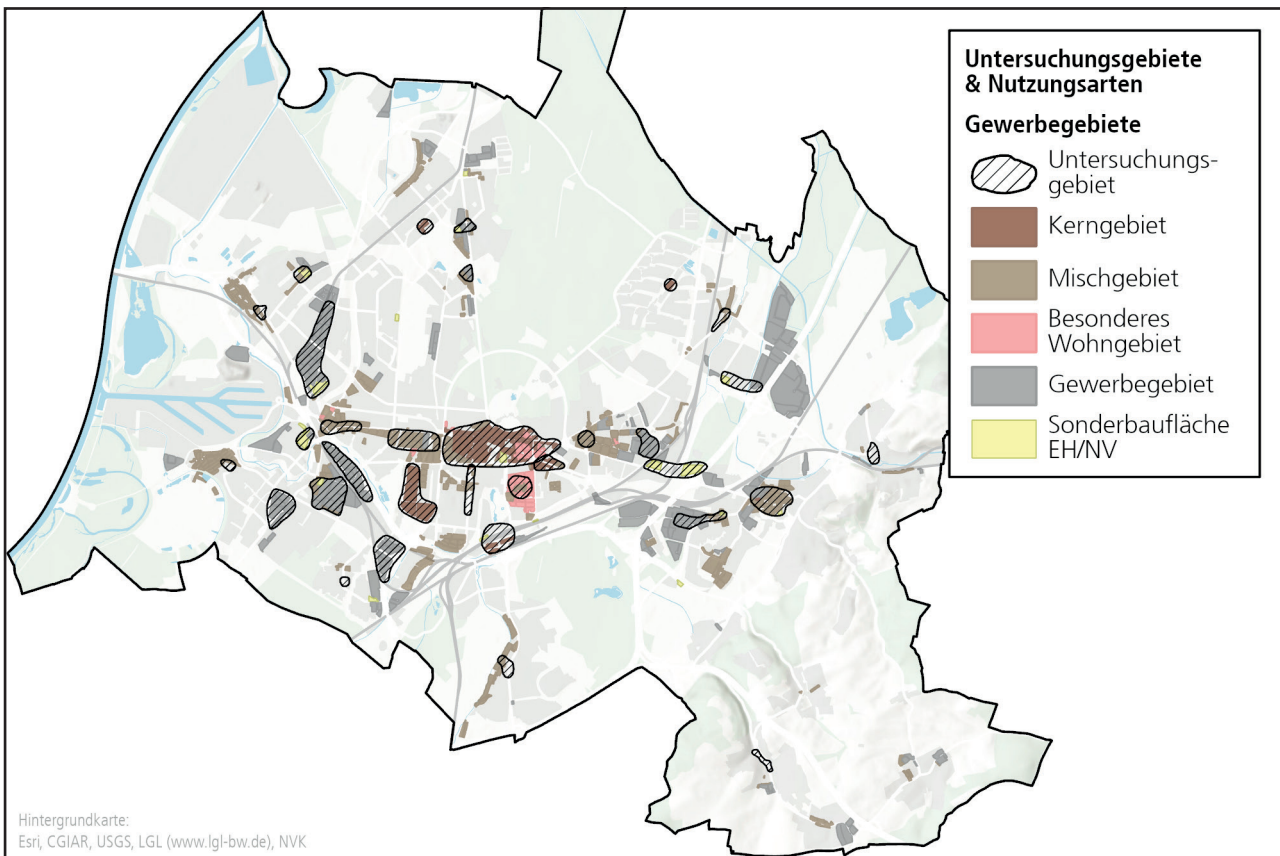 Untersuchungsgebiete
& Nutzungsarten
Gewerbegebiete
Untersuchungs-
gebiet
Kerngebiet
Mischgebiet
Besonderes
Wohngebiet
Gewerbegebiet
Sonderbaufläche
EH/NV
Hintergrundkarte:
Esri, CGIAR, USGS, LGL (www.lgl-bw.de), NVK